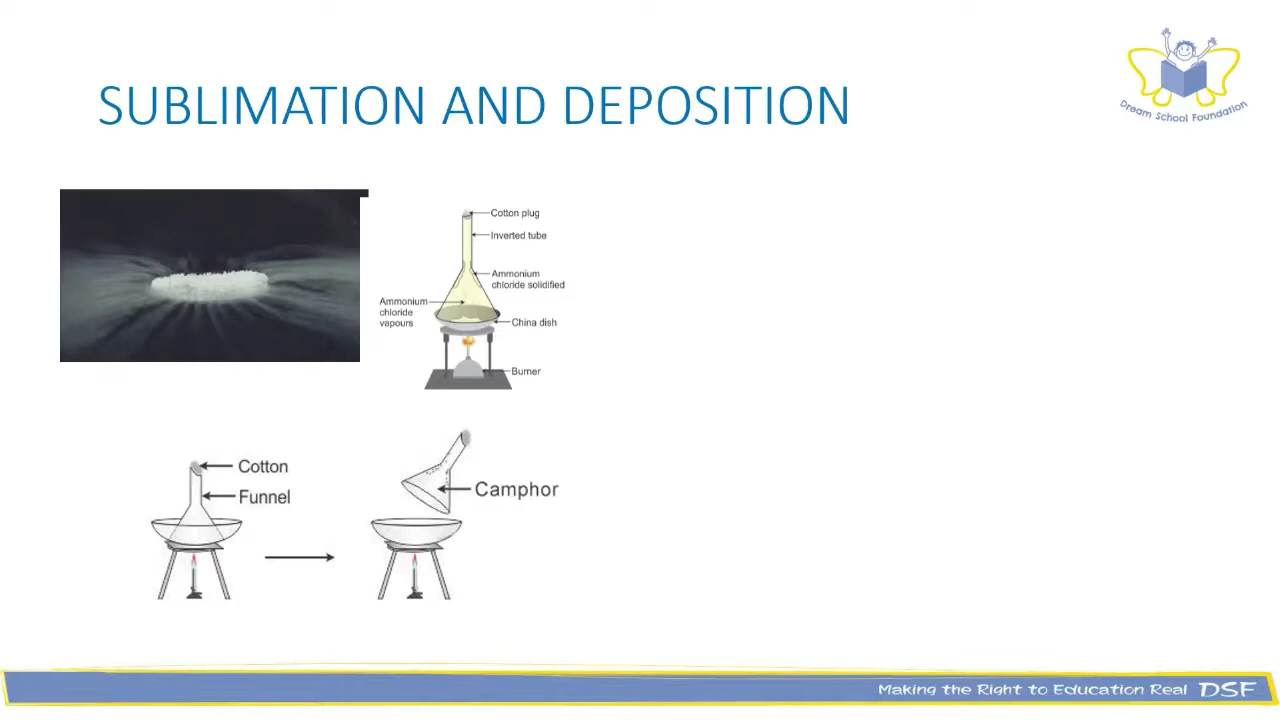 SUBLIMATION AND DEPOSITION
Dream School Foundation
Cotton plug
Inverted tube
Ammonium
chloride solidified
Ammonium
chloride
vapours
China dish
Burner
Cotton
Funnel
Camphor
Making the Right to Education Real DSF